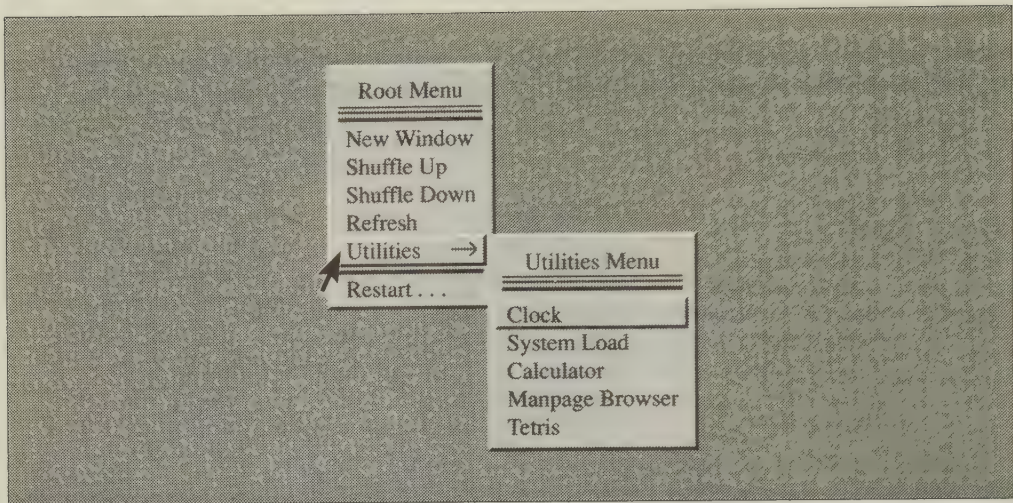 Root Menu
New Window
Shuffle Up
Shuffle Down
Refresh
Utilities
Restart . . .
Utilities Menu
Clock
System Load
Calculator
Manpage Browser
Tetris